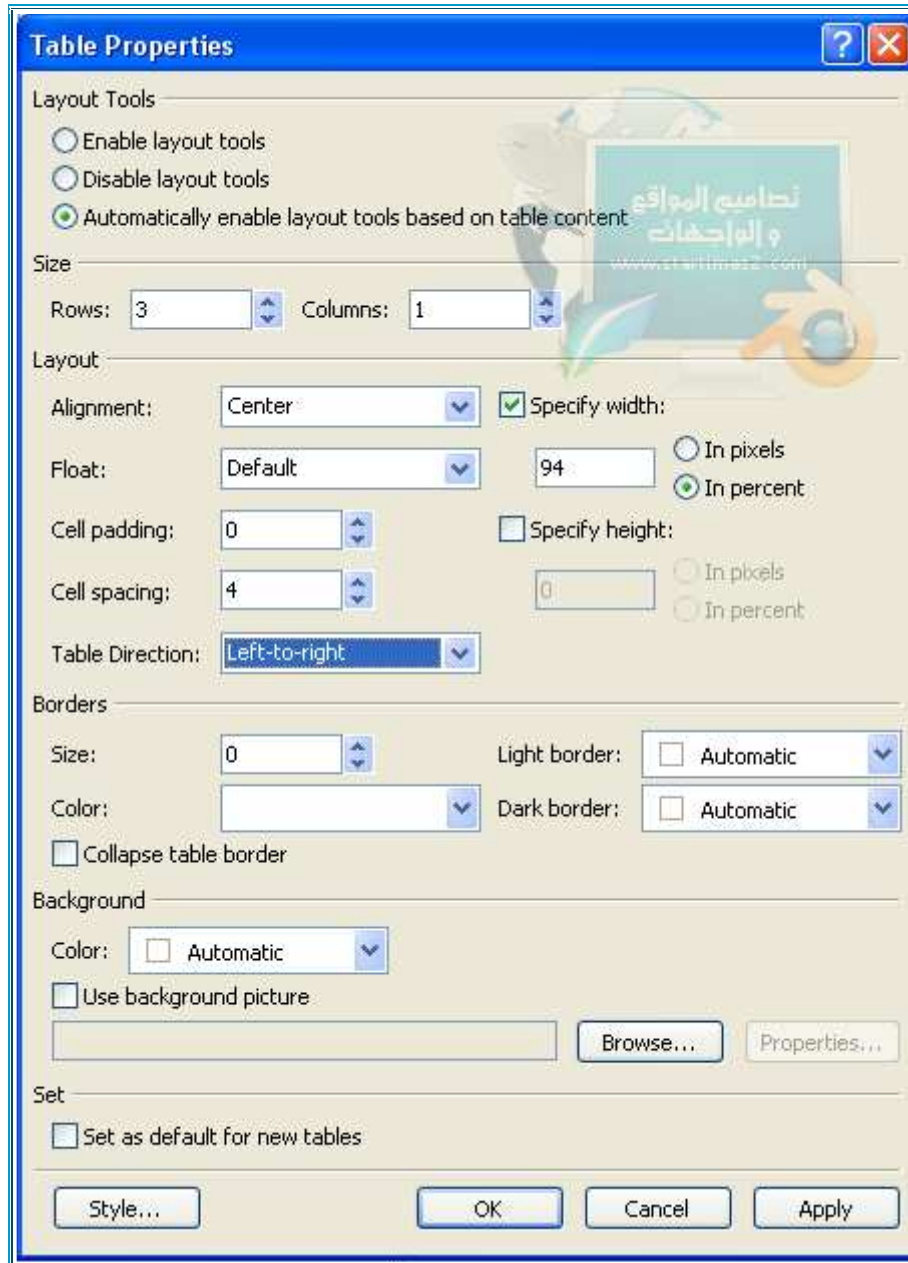 Table Properties
Layout Tools
Enable layout tools
Disable layout tools
Automatically enable layout tools based on table content
تصاميم المواقع
و الواجهات
www.startimes2.com
Size
Rows: 3 Columns: 1
Layout
Alignment: Center Specify width:
Float: Default 94 In pixels
In percent
Cell padding: 0 Specify height:
Cell spacing: 4 0 In pixels
In percent
Table Direction: Left-to-right
Borders
Size: 0 Light border: Automatic
Color: Dark border: Automatic
Collapse table border
Background
Color: Automatic
Use background picture
Browse... Properties...
Set
Set as default for new tables
Style... OK Cancel Apply